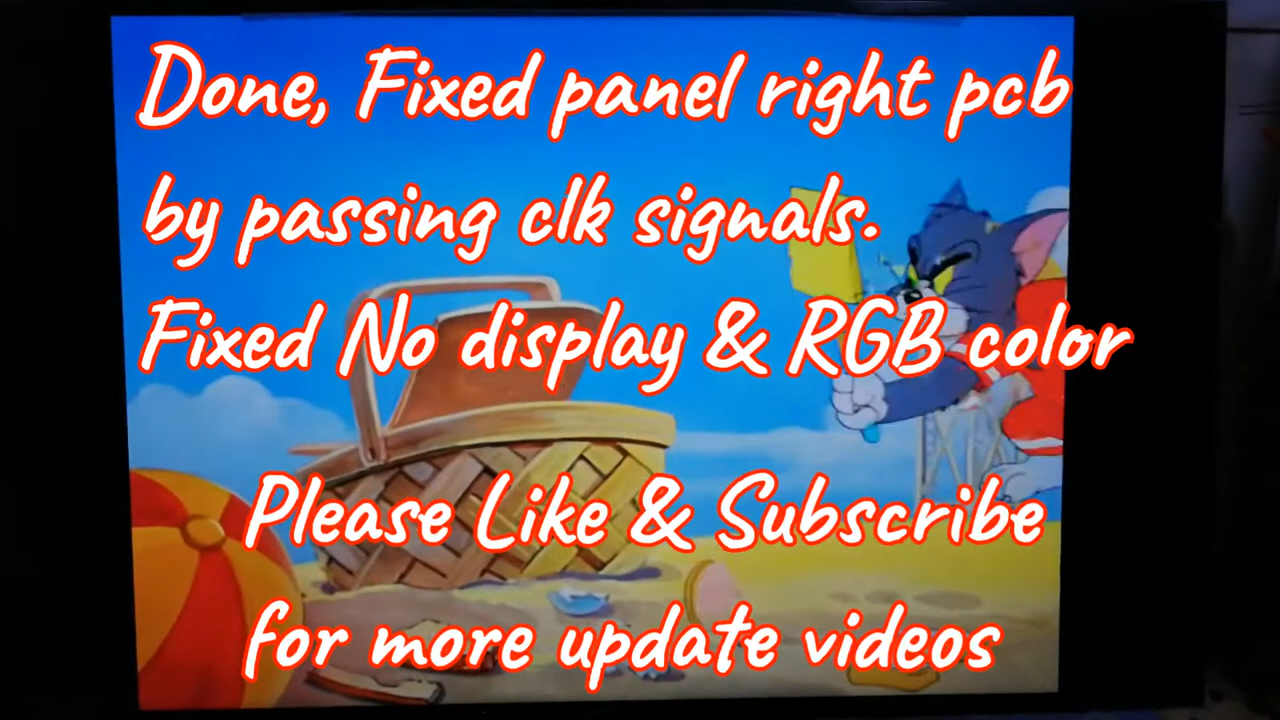 Done, Fixed panel right pcb
by passing clk signals.
Fixed No display & RGB color
Please Like & Subscribe
for more update videos